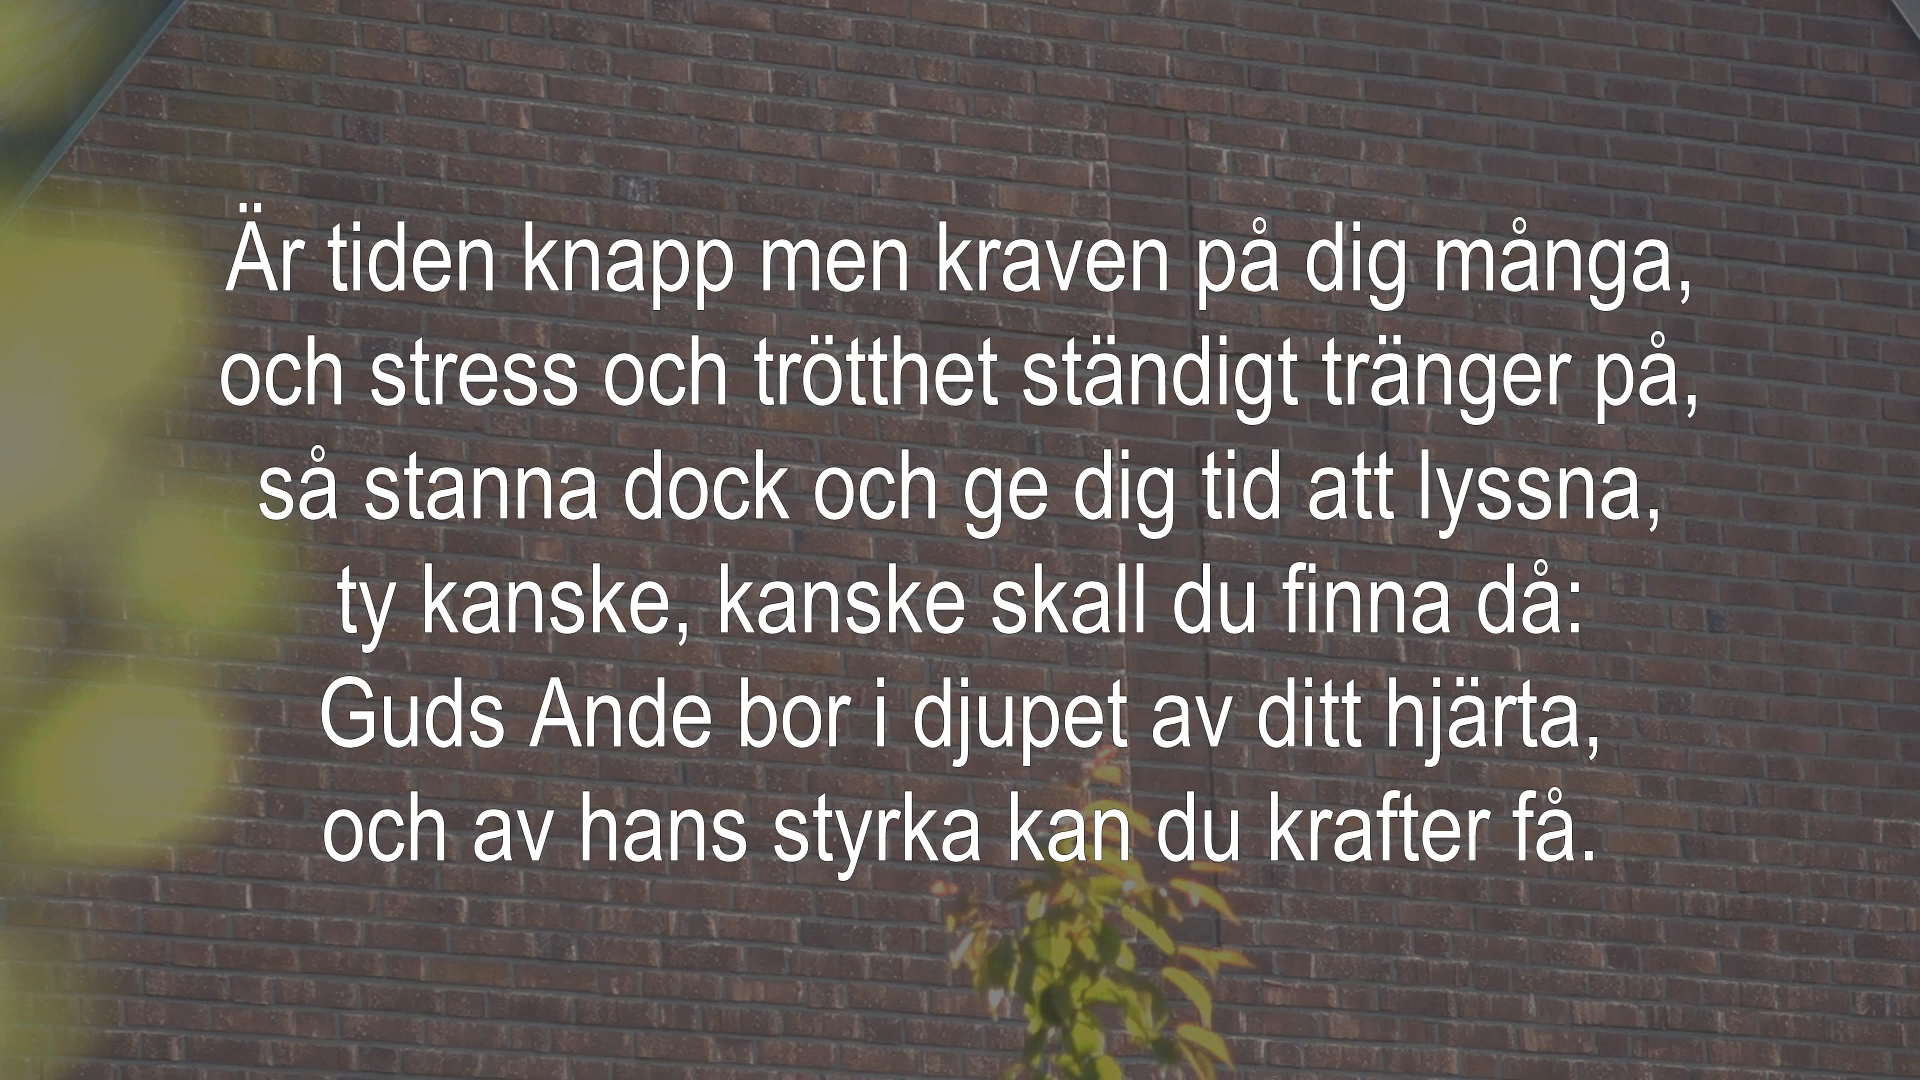 Är tiden knapp men kraven på dig många,
och stress och trötthet ständigt tränger på,
så stanna dock och ge dig tid att lyssna,
ty kanske, kanske skall du finna då:
Guds Ande bor i djupet av ditt hjärta,
och av hans styrka kan du krafter få.